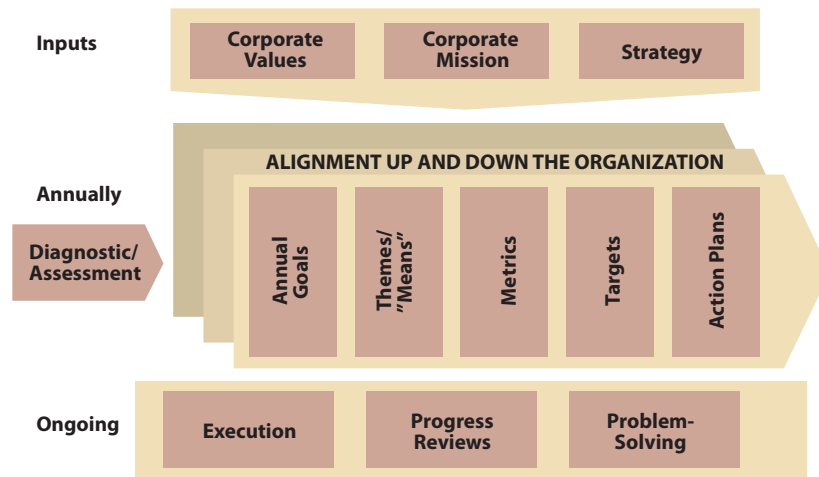 Inputs
Corporate
Values
Corporate
Mission
Strategy
ALIGNMENT UP AND DOWN THE ORGANIZATION
Annually
Diagnostic/
Assessment
Annual
Goals
Themes/
”Means”
Metrics
Targets
Action Plans
Ongoing
Execution
Progress
Reviews
Problem-
Solving